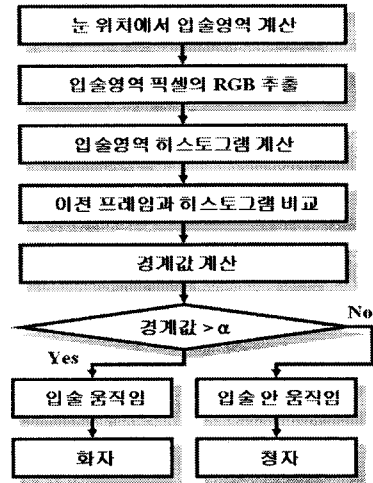 눈 위치에서 입술영역 계산
입술영역 픽셀의 RGB 추출
입술영역 히스토그램 계산
이전 프레임과 히스토그램 비교
경계값 계산
경계값 > α
No
Yes
입술 움직임
입술 안 움직임
화자
청자